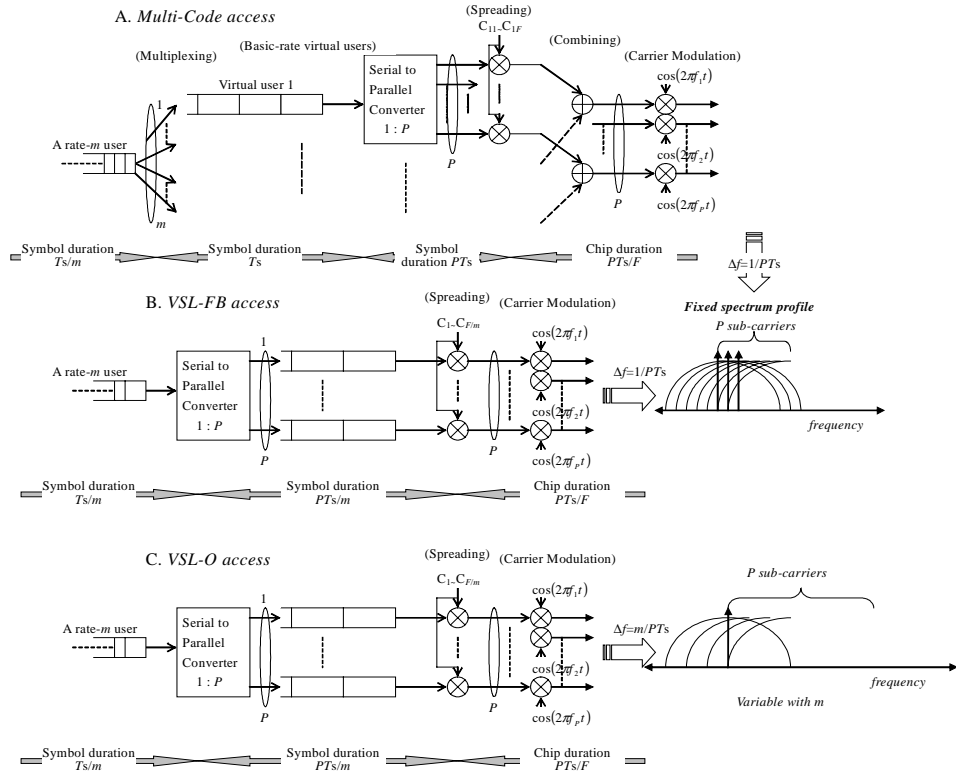 A. Multi-Code access
(Spreading)
C11~C1F
(Multiplexing)
(Basic-rate virtual users)
(Combining)
(Carrier Modulation)
Virtual user 1
Serial to
Parallel
Converter
1 : P
cos(2πf1t)
1
A rate-m user
P
cos(2πf2t)
P
cos(2πfPt)
m
Symbol duration
Ts/m
Symbol duration
Ts
Symbol
duration PTs
Chip duration
PTs/F
Δf=1/PTs
Fixed spectrum profile
P sub-carriers
frequency
B. VSL-FB access
(Spreading)
(Carrier Modulation)
C1~CF/m
cos(2πf1t)
1
Serial to
Parallel
Converter
1 : P
A rate-m user
Δf=1/PTs
cos(2πf2t)
P
P
cos(2πfPt)
Symbol duration
Ts/m
Symbol duration
PTs/m
Chip duration
PTs/F
C. VSL-O access
(Spreading)
(Carrier Modulation)
C1~CF/m
cos(2πf1t)
1
Serial to
Parallel
Converter
1 : P
A rate-m user
Δf=m/PTs
P sub-carriers
frequency
Variable with m
cos(2πf2t)
P
P
cos(2πfPt)
Symbol duration
Ts/m
Symbol duration
PTs/m
Chip duration
PTs/F